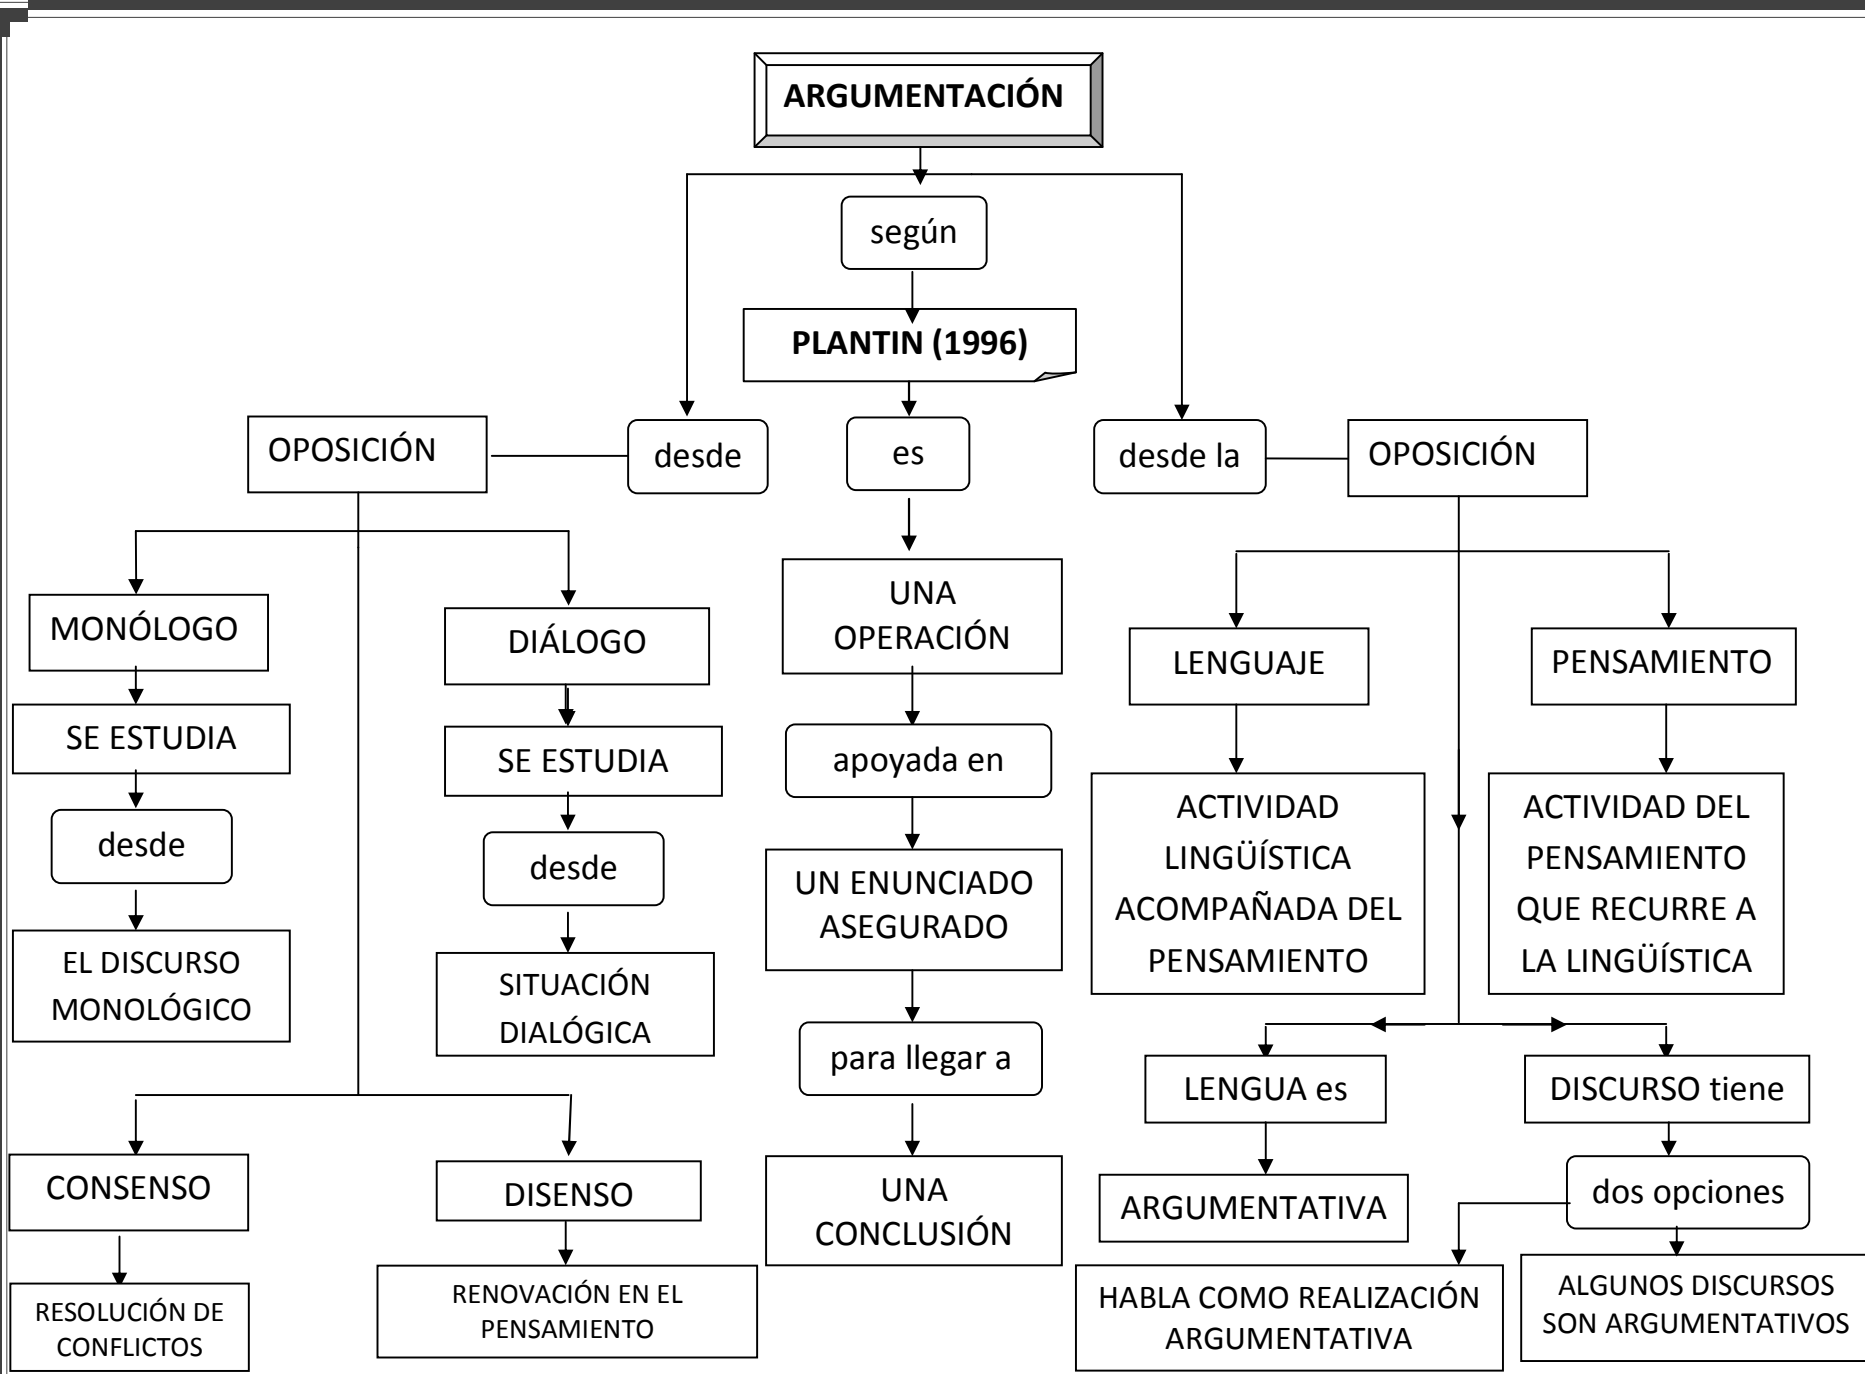 ARGUMENTACIÓN
según
PLANTIN (1996)
OPOSICIÓN
desde
es
desde la
OPOSICIÓN
MONÓLOGO
SE ESTUDIA
desde
EL DISCURSO
MONOLÓGICO
DIÁLOGO
SE ESTUDIA
desde
SITUACIÓN
DIALÓGICA
CONSENSO
RESOLUCIÓN DE
CONFLICTOS
DISENSO
RENOVACIÓN EN EL
PENSAMIENTO
UNA
OPERACIÓN
apoyada en
UN ENUNCIADO
ASEGURADO
para llegar a
UNA
CONCLUSIÓN
LENGUAJE
ACTIVIDAD
LINGÜÍSTICA
ACOMPAÑADA DEL
PENSAMIENTO
PENSAMIENTO
ACTIVIDAD DEL
PENSAMIENTO
QUE RECURRE A
LA LINGÜÍSTICA
LENGUA es
ARGUMENTATIVA
DISCURSO tiene
dos opciones
HABLA COMO REALIZACIÓN
ARGUMENTATIVA
ALGUNOS DISCURSOS
SON ARGUMENTATIVOS